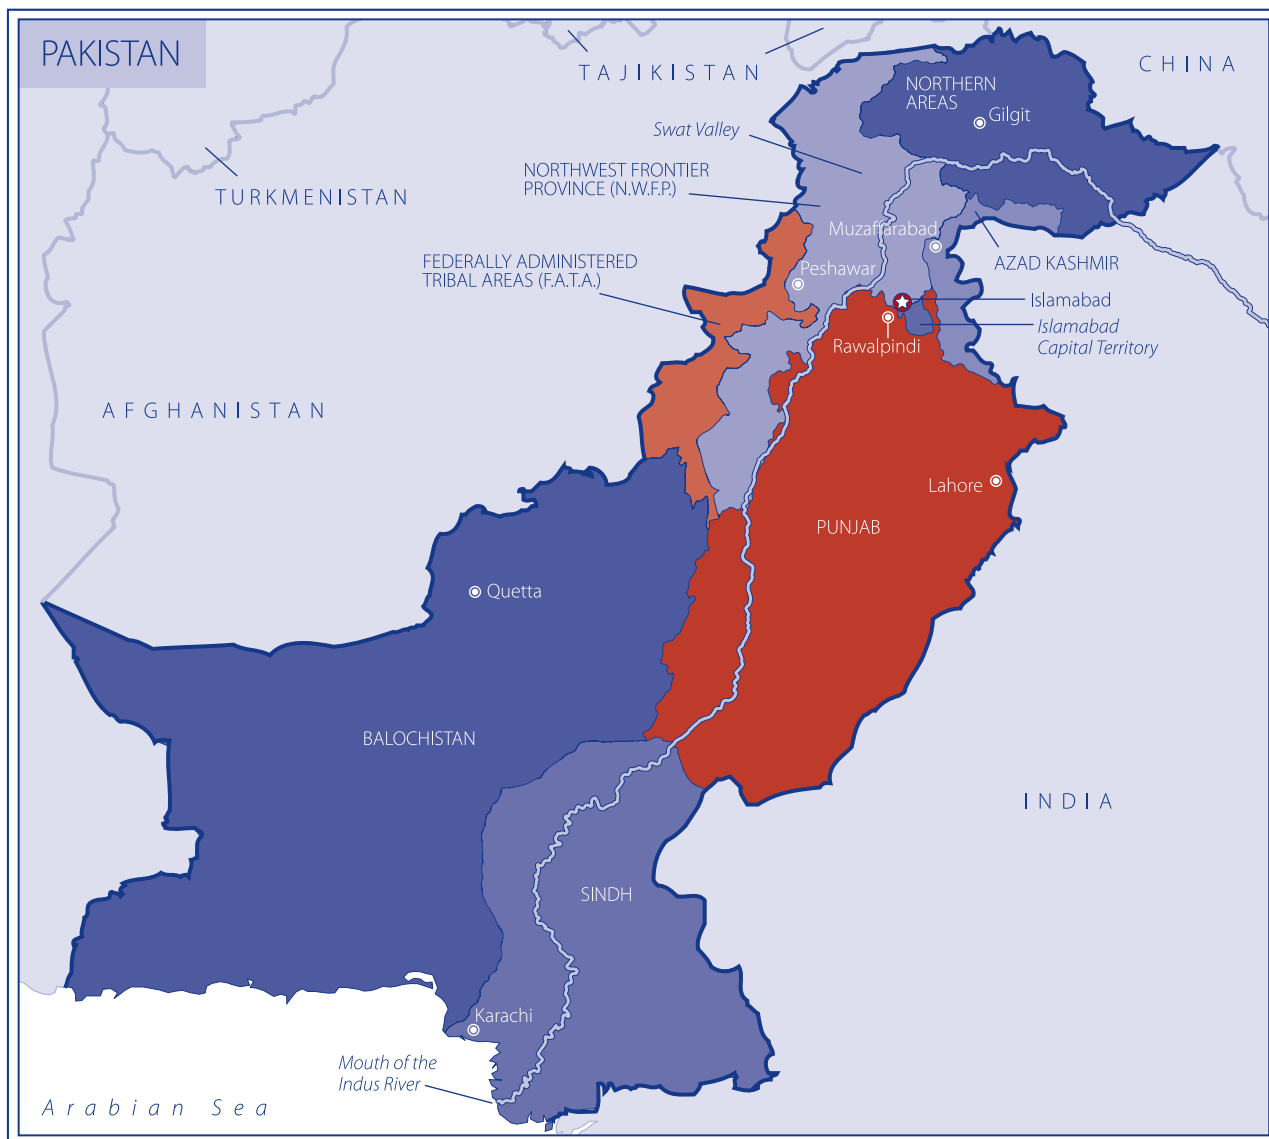 PAKISTAN
TAJIKISTAN
CHINA
NORTHERN
AREAS
Gilgit
Swat Valley
NORTHWEST FRONTIER
PROVINCE (N.W.F.P.)
TURKMENISTAN
Muzaffarabad
FEDERALLY ADMINISTERED
TRIBAL AREAS (F.A.T.A.)
Peshawar
AZAD KASHMIR
Islamabad
Islamabad
Capital Territory
Rawalpindi
AFGHANISTAN
Lahore
PUNJAB
Quetta
BALOCHISTAN
INDIA
SINDH
Karachi
Mouth of the
Indus River
Arabian Sea